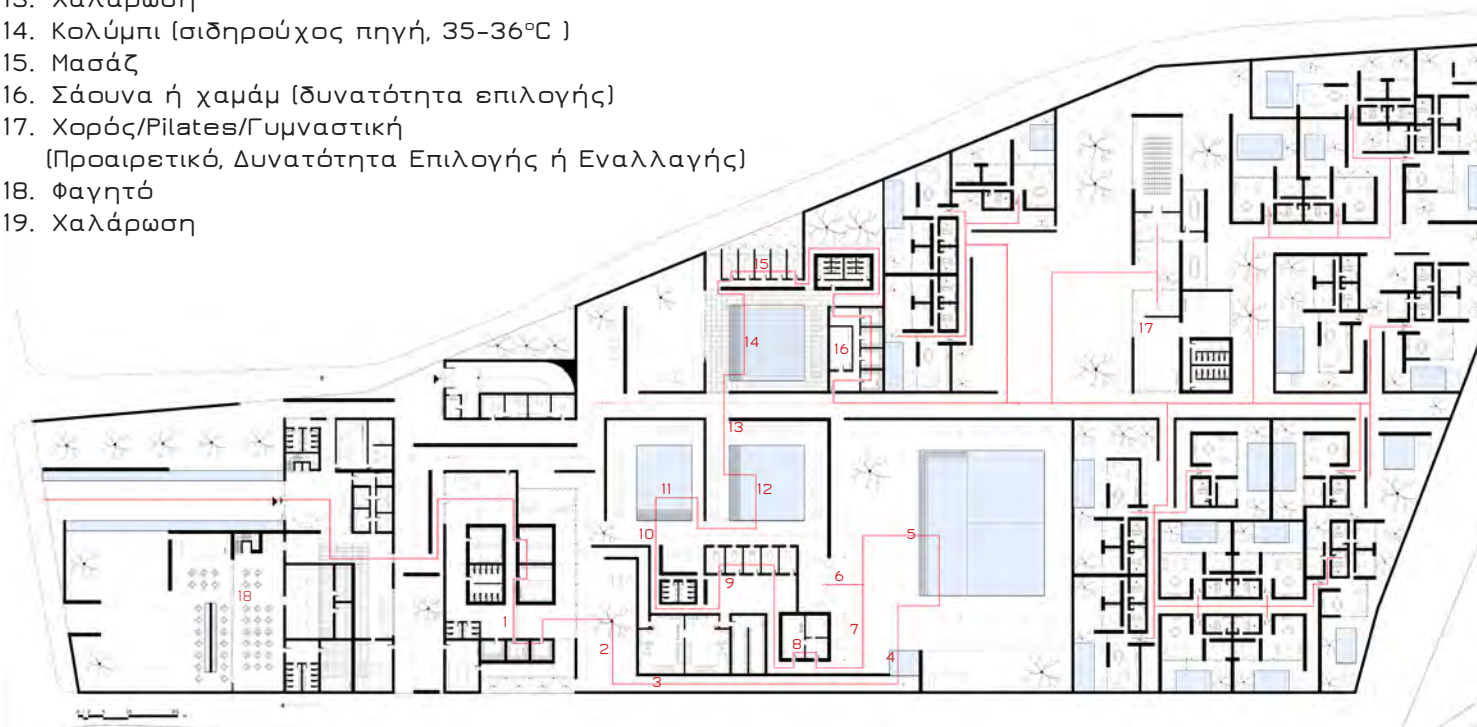 13. Χαλάρωση
14. Κολύμπι (σιδηρούχος πηγή, 35-36°C )
15. Μασάζ
16. Σάουνα ή χαμάμ (δυνατότητα επιλογής)
17. Χορός/Pilates/Γυμναστική
(Προαιρετικό, Δυνατότητα Επιλογής ή Εναλλαγής)
18. Φαγητό
19. Χαλάρωση
15
14
16
17
13
11
12
10
5
9
6
18
1
2
7
8
4
3